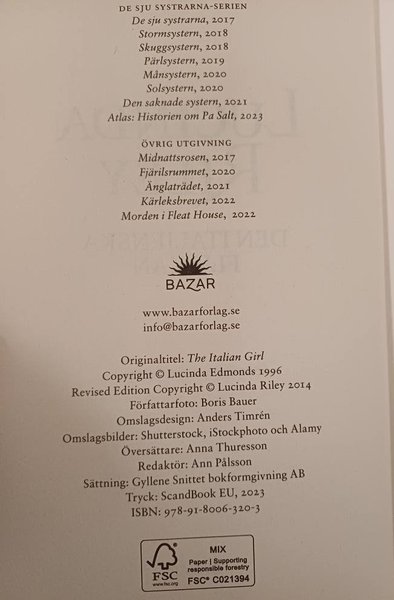 DE SJU SYSTRARNA-SERIEN
De sju systrarna, 2017
Stormsystern, 2018
Skuggsystern, 2018
Pärlsystern, 2019
Månsystern, 2020
Solsystern, 2020
Den saknade systern, 2021
Atlas: Historien om Pa Salt, 2023
ÖVRIG UTGIVNING
Midnattsrosen, 2017
Fjärilsrummet, 2020
Änglaträdet, 2021
Kärleksbrevet, 2022
Morden i Fleat House, 2022
BAZAR
www.bazarforlag.se
info@bazarforlag.se
Originaltitel: The Italian Girl
Copyright © Lucinda Edmonds 1996
Revised Edition Copyright © Lucinda Riley 2014
Författarfoto: Boris Bauer
Omslagsdesign: Anders Timrén
Omslagsbilder: Shutterstock, iStockphoto och Alamy
Översättare: Anna Thuresson
Redaktör: Ann Pålsson
Sättning: Gyllene Snittet bokformgivning AB
Tryck: ScandBook EU, 2023
ISBN: 978-91-8006-320-3
FSC
www.fsc.org
MIX
Paper | Supporting
responsible forestry
FSC® C021394